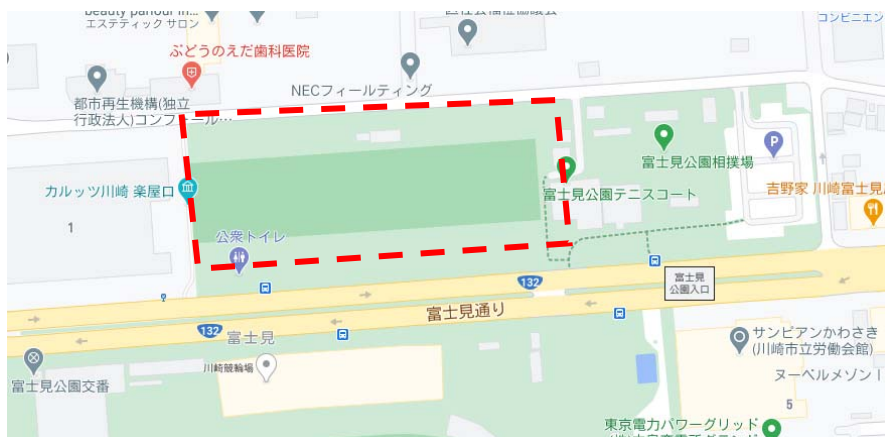 エステティック サロン
コンビニエン
ぶどうのえだ歯科医院
NECフィールディング
都市再生機構(独立
行政法人)コンフォール…
P
富士見公園相撲場
カルッツ川崎 楽屋口
富士見公園テニスコート
吉野家 川崎富士見
1
公衆トイレ
132
富士見
公園入口
富士見通り
132
富士見
サンピアンかわさき
(川崎市立労働会館)
川崎競輪場
富士見公園交番
ヌーベルメゾン
5
東京電力パワーグリッド